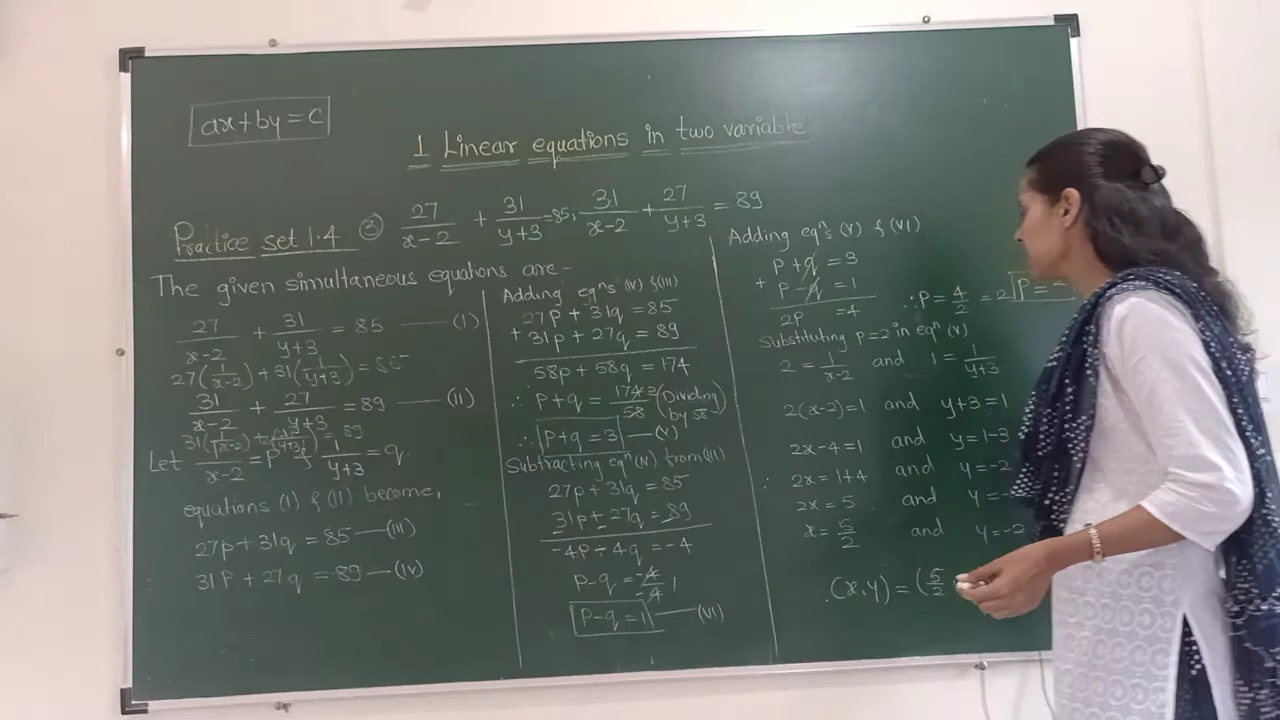 ax+by=c
1 Linear equations in two variable
Practice set 1.4 ③ 27/(x-2) + 31/(y+3) = 85, 31/(x-2) + 27/(y+3) = 89
The given simultaneous equations are-
27/(x-2) + 31/(y+3) = 85 —(I)
27(1/(x-2)) + 31(1/(y+3)) = 85
31/(x-2) + 27/(y+3) = 89 —(II)
31(1/(x-2)) + 27(1/(y+3)) = 89
Let 1/(x-2) = p & 1/(y+3) = q.
equations (I) & (II) become,
27p+31q = 85 —(III)
31p+27q = 89 —(IV)
Adding eqns (IV) & (III)
27p + 31q = 85
+ 31p + 27q = 89
58p + 58q = 174
∴ p+q = 174/58 3 (Dividing by 58)
∴ p+q = 3 —(V)
Subtracting eqn (IV) from (III)
27p + 31q = 85
31p + 27q = 89
-4p + 4q = -4
p-q = -4/-4 1
p-q = 1 —(VI)
Adding eqns (V) & (VI)
p+q = 3
+ p-q = 1
2p = 4
∴ p = 4/2 = 2 p =
Substituting p=2 in eqn (V)
2 = 1/(x-2) and 1 = 1/(y+3)
2(x-2)=1 and y+3=1
2x-4=1 and y=1-3
∴ 2x=1+4 and y=-2
2x=5 and y=-
x = 5/2 and y=-2
(x,y) = (5/2